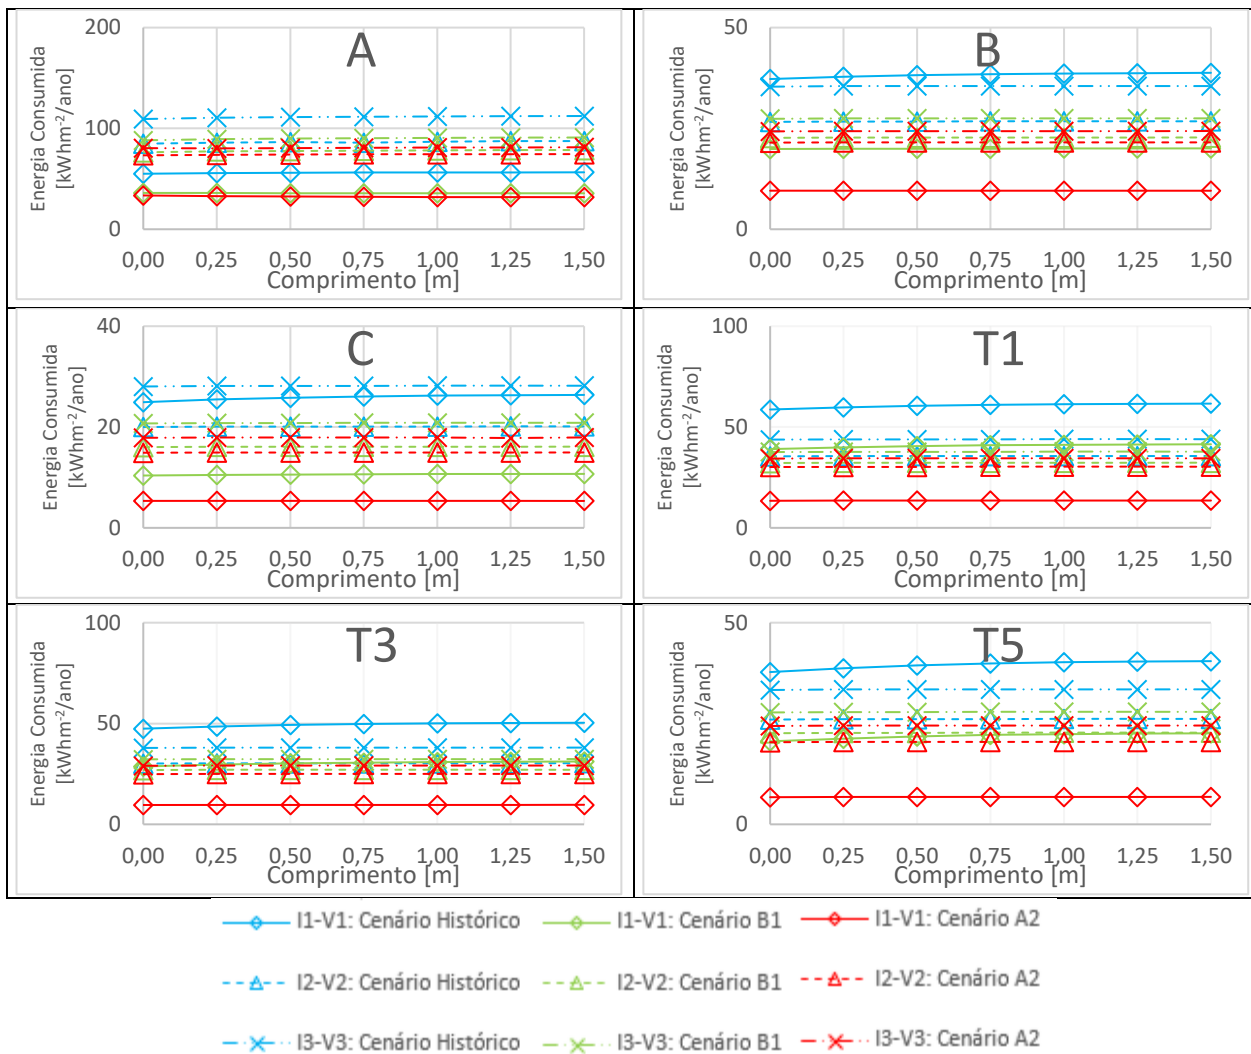 A
Energia Consumida
[kWhm⁻²/ano]
200
100
0
0,00 0,25 0,50 0,75 1,00 1,25 1,50
Comprimento [m]
B
Energia Consumida
[kWhm⁻²/ano]
50
0
0,00 0,25 0,50 0,75 1,00 1,25 1,50
Comprimento [m]
C
Energia Consumida
[kWhm⁻²/ano]
40
20
0
0,00 0,25 0,50 0,75 1,00 1,25 1,50
Comprimento [m]
T1
Energia Consumida
[kWhm⁻²/ano]
100
50
0
0,00 0,25 0,50 0,75 1,00 1,25 1,50
Comprimento [m]
T3
Energia Consumida
[kWhm⁻²/ano]
100
50
0
0,00 0,25 0,50 0,75 1,00 1,25 1,50
Comprimento [m]
T5
Energia Consumida
[kWhm⁻²/ano]
50
0
0,00 0,25 0,50 0,75 1,00 1,25 1,50
Comprimento [m]
I1-V1: Cenário Histórico I1-V1: Cenário B1 I1-V1: Cenário A2
I2-V2: Cenário Histórico I2-V2: Cenário B1 I2-V2: Cenário A2
I3-V3: Cenário Histórico I3-V3: Cenário B1 I3-V3: Cenário A2